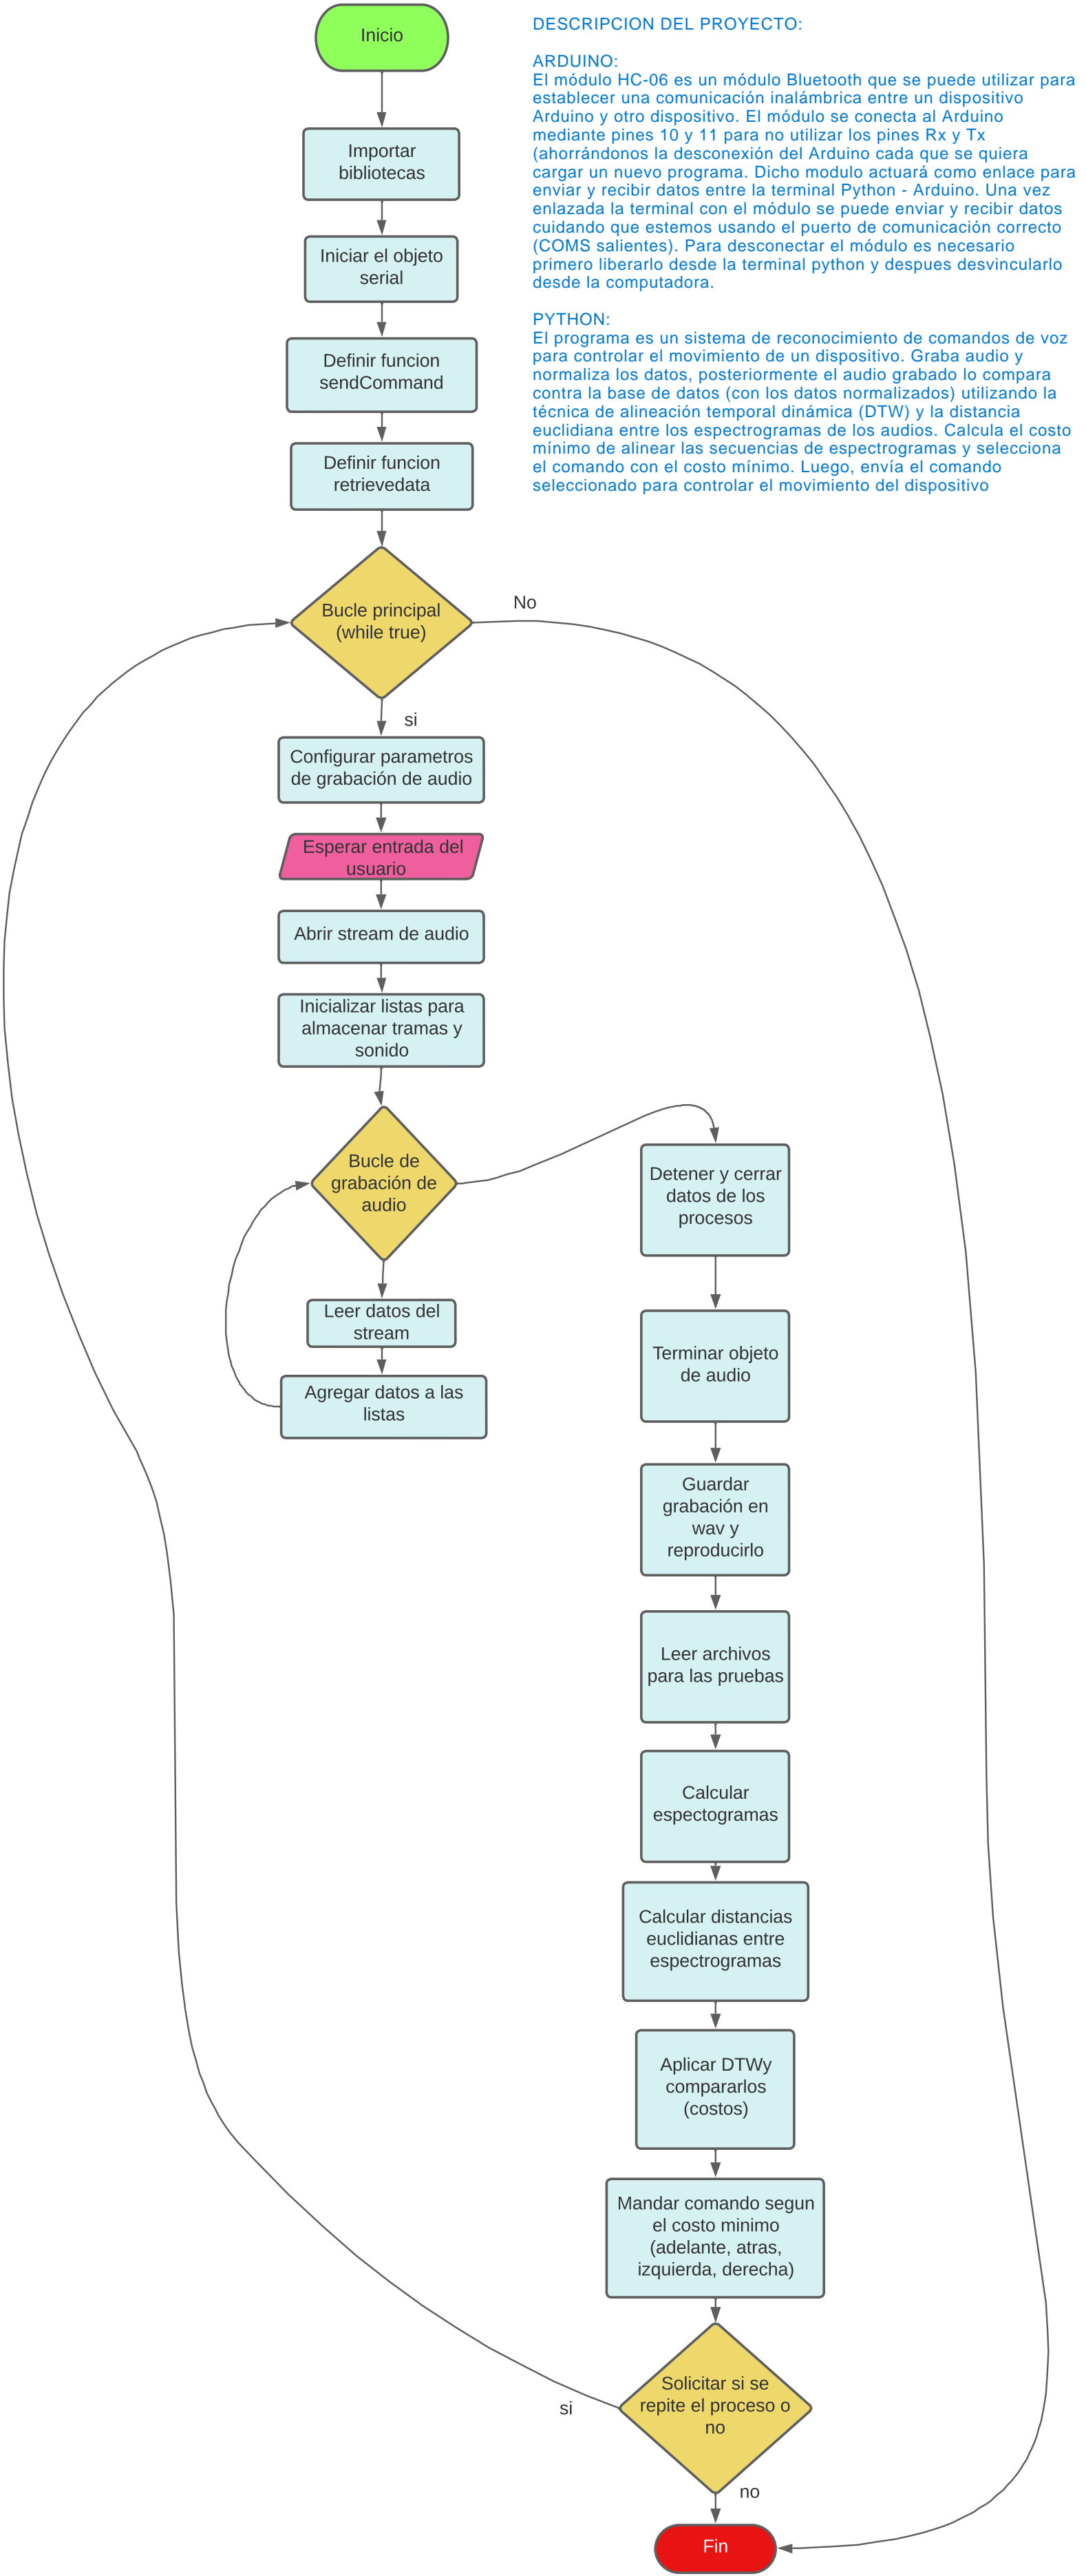 Inicio
DESCRIPCION DEL PROYECTO:
ARDUINO:
El módulo HC-06 es un módulo Bluetooth que se puede utilizar para
establecer una comunicación inalámbrica entre un dispositivo
Arduino y otro dispositivo. El módulo se conecta al Arduino
mediante pines 10 y 11 para no utilizar los pines Rx y Tx
(ahorrándonos la desconexión del Arduino cada que se quiera
cargar un nuevo programa. Dicho modulo actuará como enlace para
enviar y recibir datos entre la terminal Python - Arduino. Una vez
enlazada la terminal con el módulo se puede enviar y recibir datos
cuidando que estemos usando el puerto de comunicación correcto
(COMS salientes). Para desconectar el módulo es necesario
primero liberarlo desde la terminal python y despues desvincularlo
desde la computadora.
PYTHON:
El programa es un sistema de reconocimiento de comandos de voz
para controlar el movimiento de un dispositivo. Graba audio y
normaliza los datos, posteriormente el audio grabado lo compara
contra la base de datos (con los datos normalizados) utilizando la
técnica de alineación temporal dinámica (DTW) y la distancia
euclidiana entre los espectrogramas de los audios. Calcula el costo
mínimo de alinear las secuencias de espectrogramas y selecciona
el comando con el costo mínimo. Luego, envía el comando
seleccionado para controlar el movimiento del dispositivo
Importar
bibliotecas
Iniciar el objeto
serial
Definir funcion
sendCommand
Definir funcion
retrievedata
Bucle principal
(while true)
No
si
Configurar parametros
de grabación de audio
Esperar entrada del
usuario
Abrir stream de audio
Inicializar listas para
almacenar tramas y
sonido
Bucle de
grabación de
audio
Leer datos del
stream
Agregar datos a las
listas
Detener y cerrar
datos de los
procesos
Terminar objeto
de audio
Guardar
grabación en
wav y
reproducirlo
Leer archivos
para las pruebas
Calcular
espectogramas
Calcular distancias
euclidianas entre
espectrogramas
Aplicar DTWy
compararlos
(costos)
Mandar comando segun
el costo minimo
(adelante, atras,
izquierda, derecha)
Solicitar si se
repite el proceso o
no
si
no
Fin